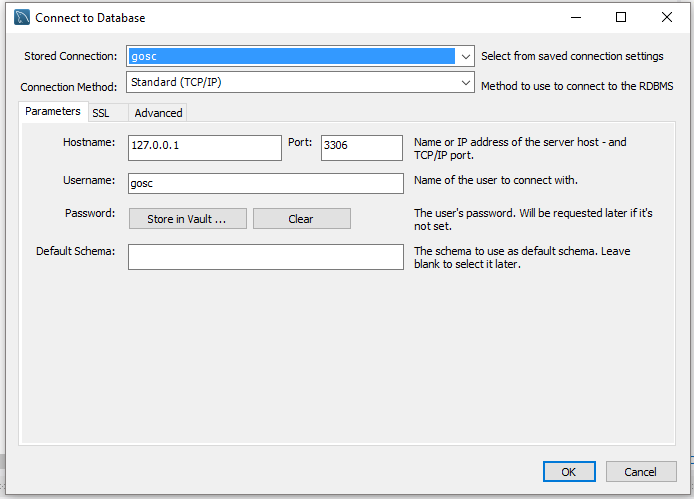 Connect to Database
Stored Connection: gosc Select from saved connection settings
Connection Method: Standard (TCP/IP) Method to use to connect to the RDBMS
Parameters SSL Advanced
Hostname: 127.0.0.1 Port: 3306 Name or IP address of the server host - and
TCP/IP port.
Username: gosc Name of the user to connect with.
Password: Store in Vault ... Clear The user's password. Will be requested later if it's
not set.
Default Schema: The schema to use as default schema. Leave
blank to select it later.
OK Cancel